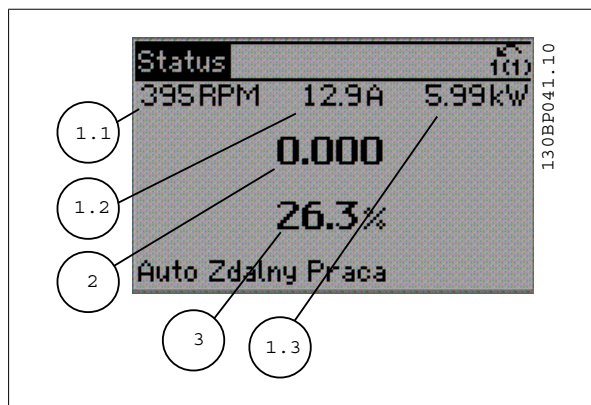 Status 1(1)
395RPM 12.9A 5.99kW
0.000
26.3%
Auto Zdalny Praca
1.1
1.2
2
3
1.3
130BP041.10